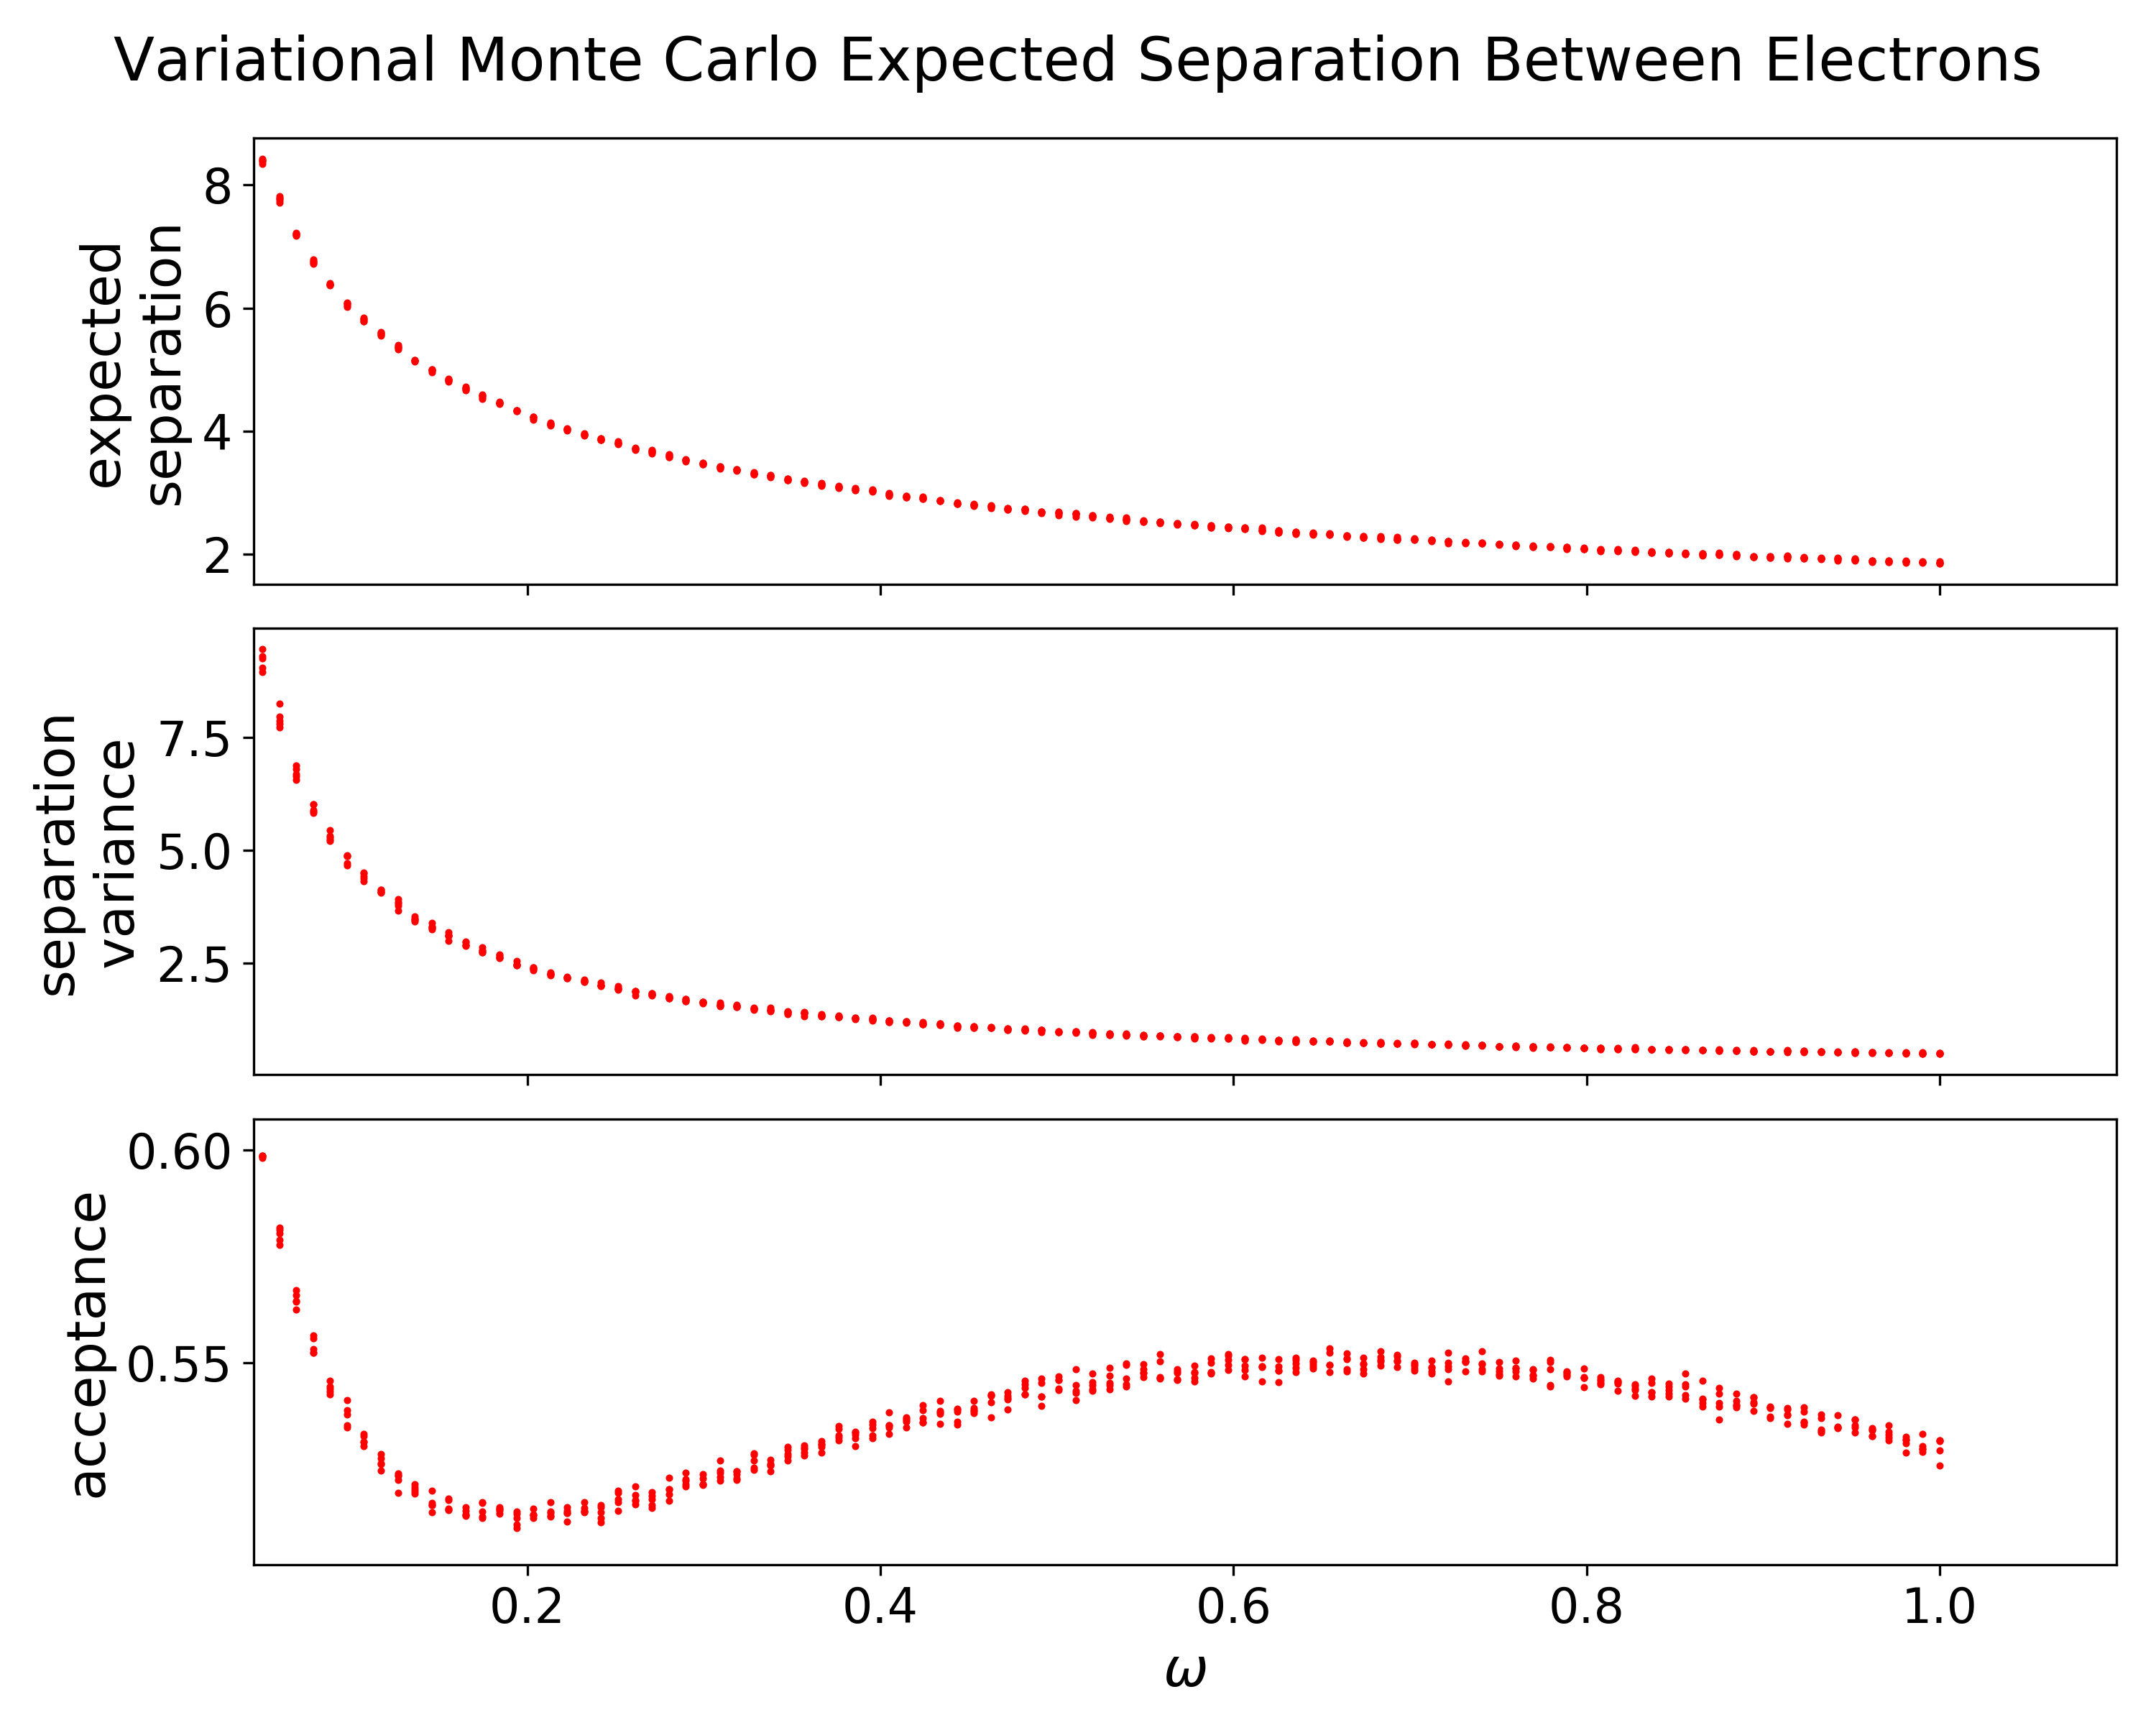 Variational Monte Carlo Expected Separation Between Electrons
expected
separation
8
6
4
2
separation
variance
7.5
5.0
2.5
acceptance
0.60
0.55
0.2 0.4 0.6 0.8 1.0
ω